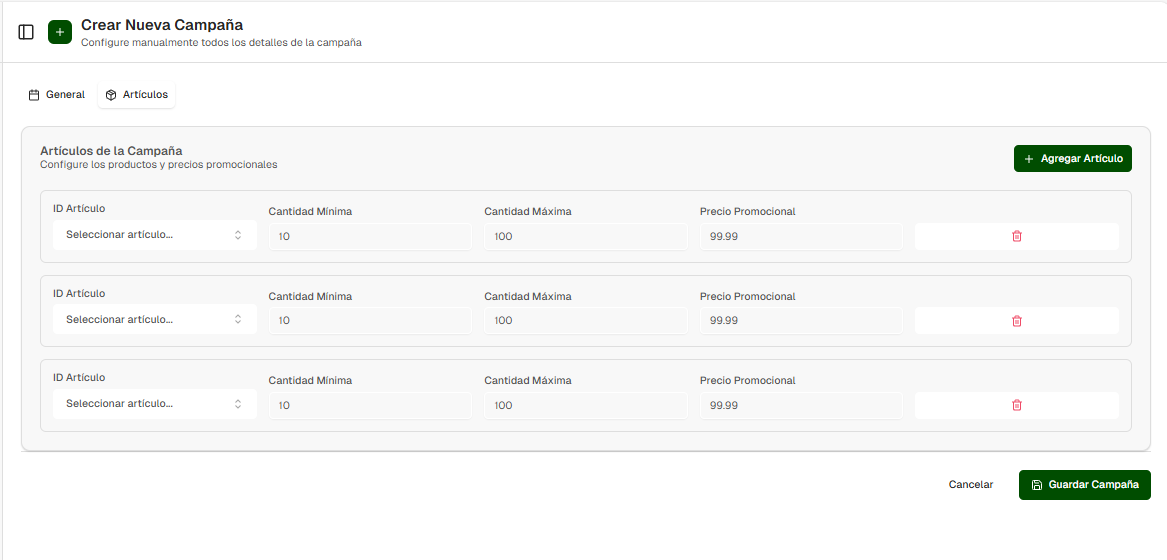 Crear Nueva Campaña
Configure manualmente todos los detalles de la campaña
General
Artículos
Artículos de la Campaña
Configure los productos y precios promocionales
Agregar Artículo
ID Artículo
Cantidad Mínima
Cantidad Máxima
Precio Promocional
Seleccionar artículo...
10
100
99.99
ID Artículo
Cantidad Mínima
Cantidad Máxima
Precio Promocional
Seleccionar artículo...
10
100
99.99
ID Artículo
Cantidad Mínima
Cantidad Máxima
Precio Promocional
Seleccionar artículo...
10
100
99.99
Cancelar
Guardar Campaña